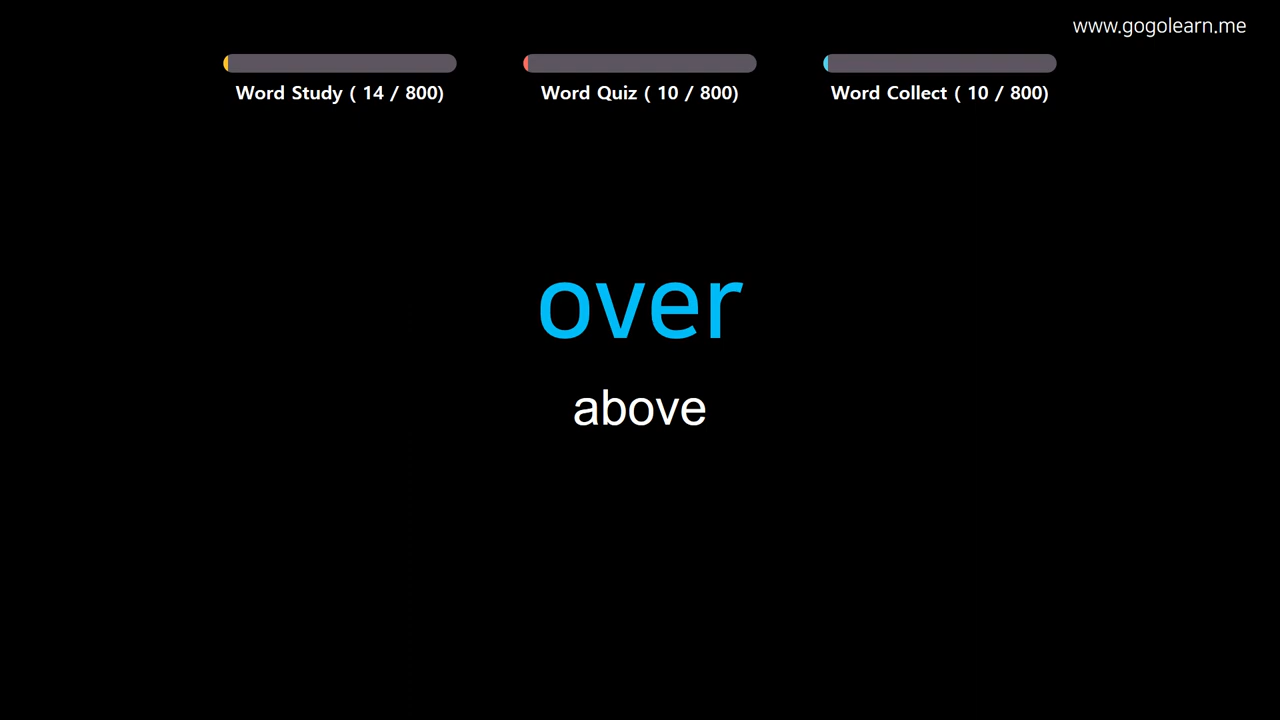 www.gogolearn.me
Word Study ( 14 / 800)
Word Quiz ( 10 / 800)
Word Collect ( 10 / 800)
over
above